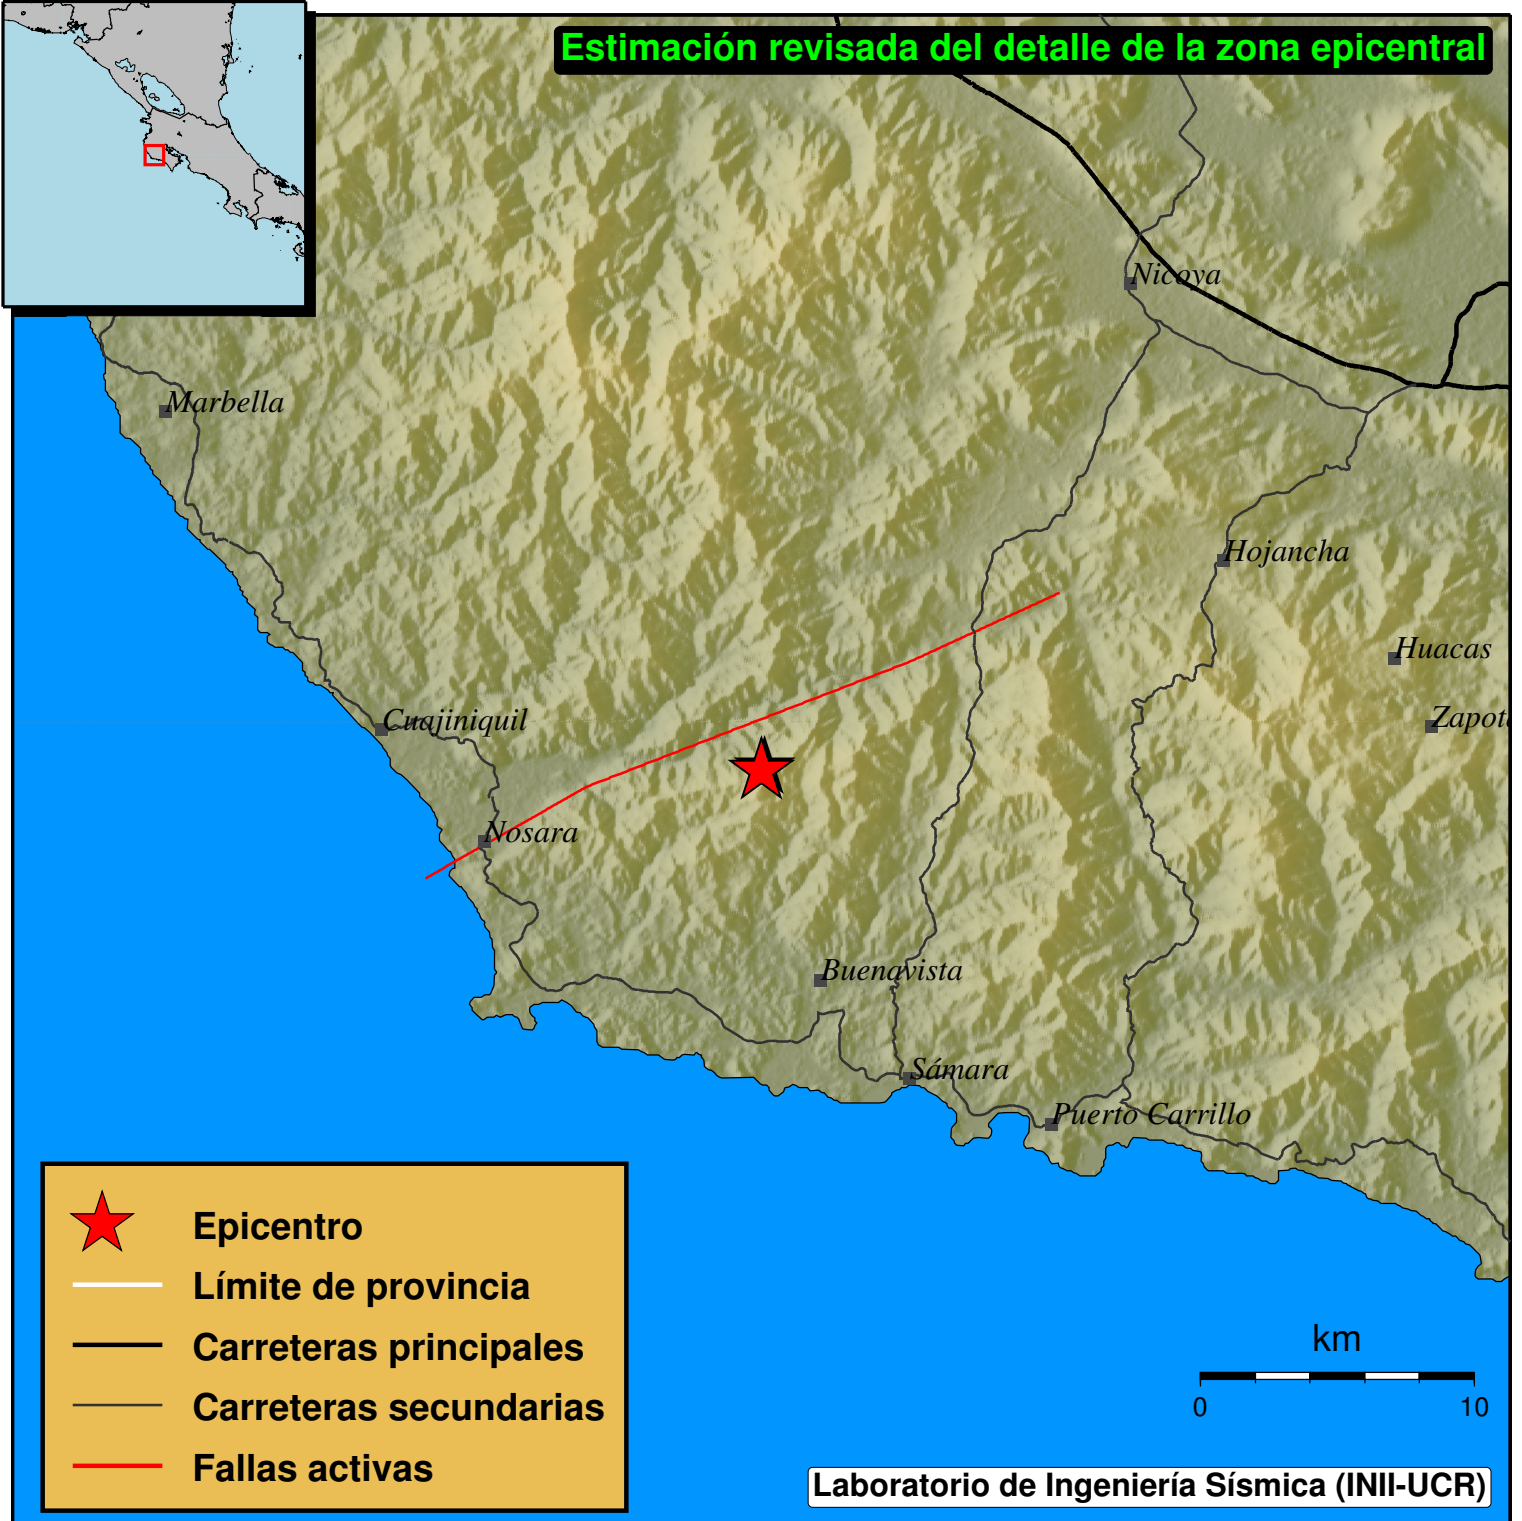 Estimación revisada del detalle de la zona epicentral
Nicoya
Marbella
Hojancha
Huacas
Zapot
Cuajiniquil
Nosara
Buenavista
Sámara
Puerto Carrillo
Epicentro
Límite de provincia
Carreteras principales
Carreteras secundarias
Fallas activas
km
0 10
Laboratorio de Ingeniería Sísmica (INII-UCR)